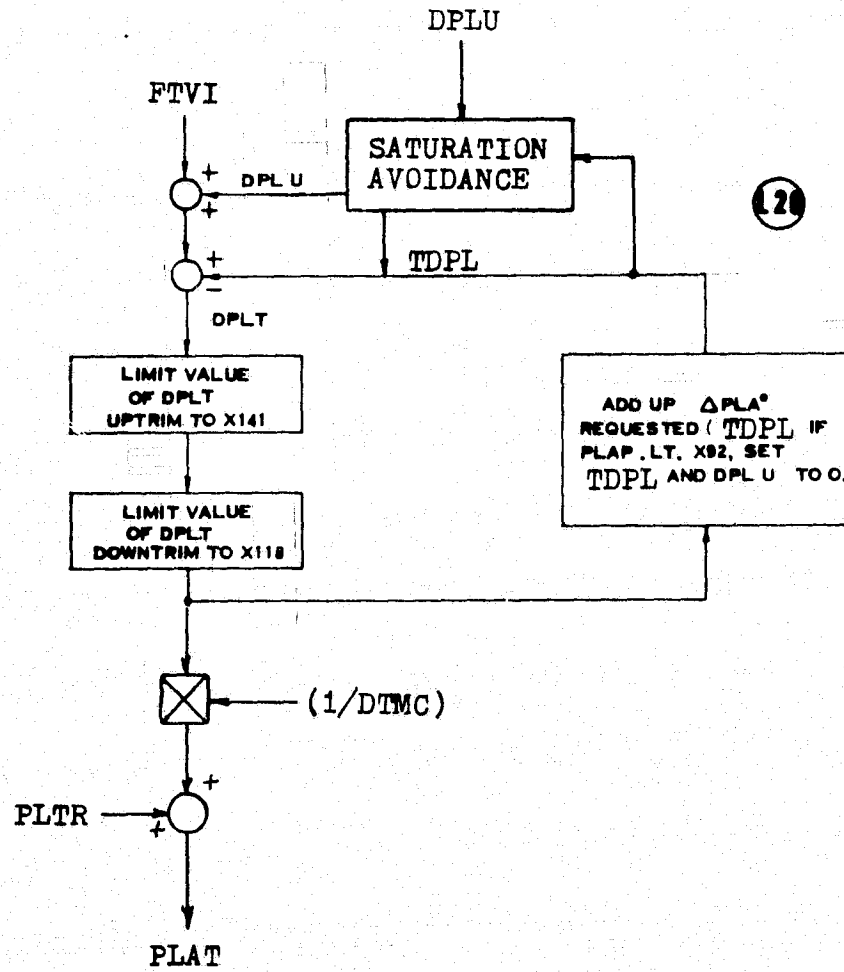 DPLU
FTVI
SATURATION
AVOIDANCE
+
DPL U
+
L20
TDPL
+
−
DPLT
LIMIT VALUE
OF DPLT
UPTRIM TO X141
ADD UP △PLA°
REQUESTED ( TDPL IF
PLAP .LT. X92, SET
TDPL AND DPL U TO 0.
LIMIT VALUE
OF DPLT
DOWNTRIM TO X118
(1/DTMC)
+
PLTR
+
PLAT